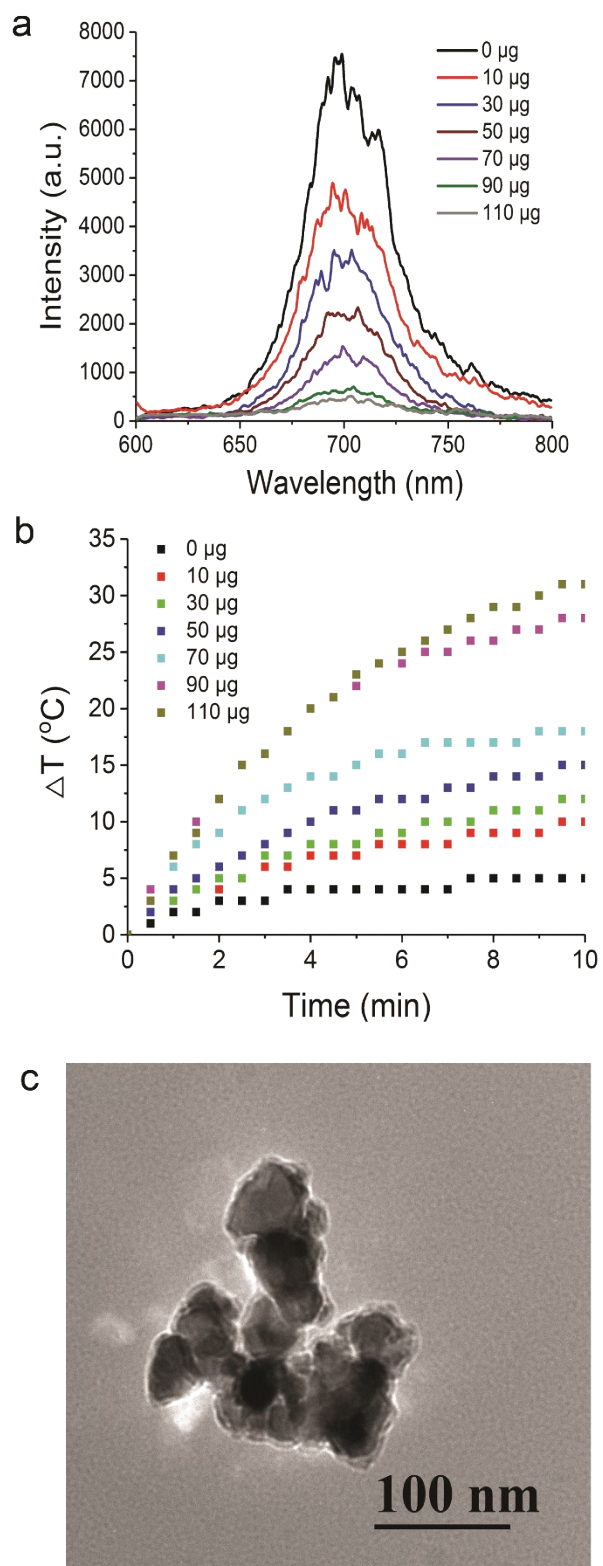 a
8000
7000
6000
5000
4000
3000
2000
1000
0
Intensity (a.u.)
0 µg
10 µg
30 µg
50 µg
70 µg
90 µg
110 µg
600 650 700 750 800
Wavelength (nm)
b
35
30
25
20
15
10
5
0
△T (⁰C)
0 µg
10 µg
30 µg
50 µg
70 µg
90 µg
110 µg
0 2 4 6 8 10
Time (min)
c
100 nm